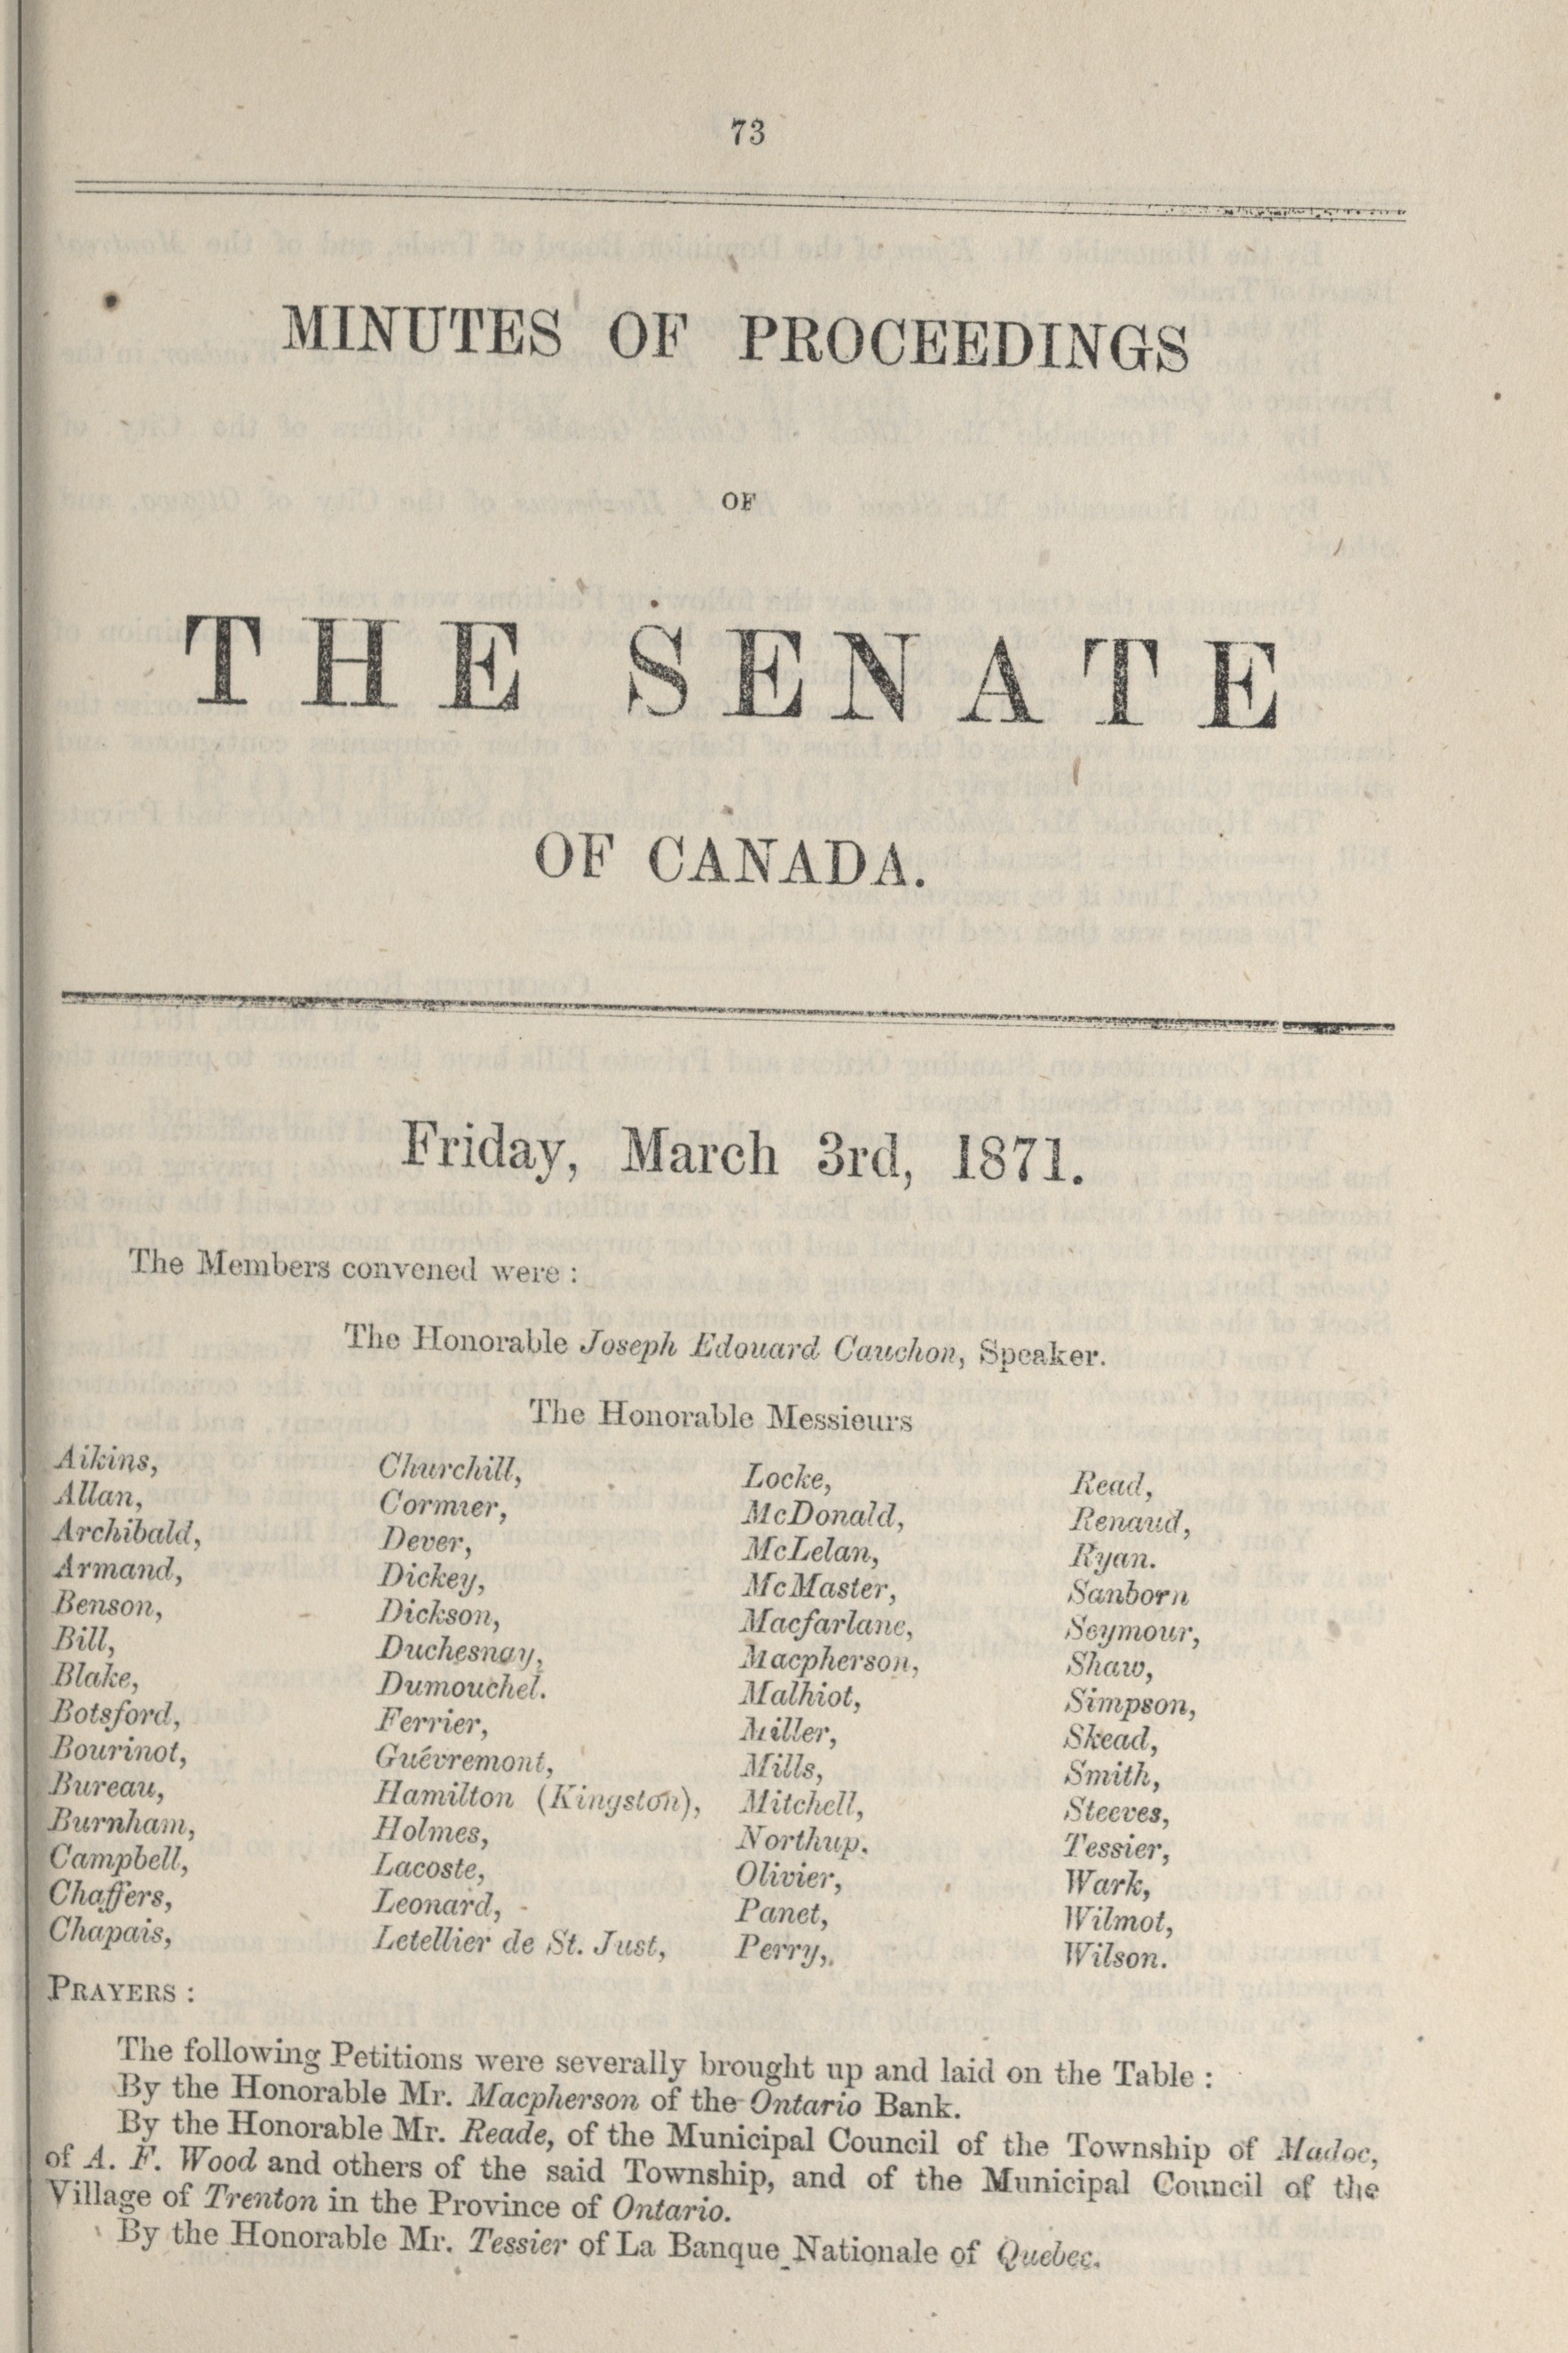 73
MINUTES OF PROCEEDINGS
OF
THE SENATE
OF CANADA.
Friday, March 3rd, 1871.
The Members convened were :
The Honorable Joseph Edouard Cauchon, Speaker.
The Honorable Messieurs
Aikins,
Allan,
Archibald,
Armand,
Benson,
Bill,
Blake,
Botsford,
Bourinot,
Bureau,
Burnham,
Campbell,
Chaffers,
Chapais,
Churchill,
Cormier,
Dever,
Dickey,
Dickson,
Duchesnay,
Dumouchel.
Ferrier,
Guévremont,
Hamilton (Kingston),
Holmes,
Lacoste,
Leonard,
Letellier de St. Just,
Locke,
McDonald,
McLelan,
McMaster,
Macfarlane,
Macpherson,
Malhiot,
Miller,
Mills,
Mitchell,
Northup.
Olivier,
Panet,
Perry,.
Read,
Renaud,
Ryan.
Sanborn
Seymour,
Shaw,
Simpson,
Skead,
Smith,
Steeves,
Tessier,
Wark,
Wilmot,
Wilson.
PRAYERS :
The following Petitions were severally brought up and laid on the Table :
By the Honorable Mr. Macpherson of the Ontario Bank.
By the Honorable Mr. Reade, of the Municipal Council of the Township of Madoc,
of A. F. Wood and others of the said Township, and of the Municipal Council of the
Village of Trenton in the Province of Ontario.
By the Honorable Mr. Tessier of La Banque Nationale of Quebec.